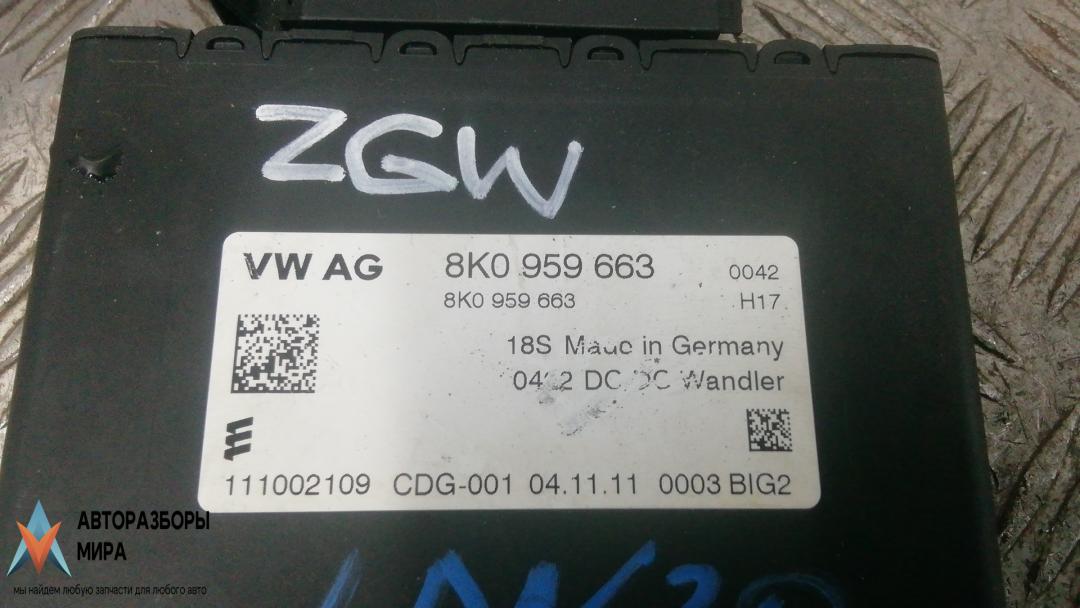 ZGW
VW AG 8K0 959 663 0042
8K0 959 663 H17
18S Made in Germany
DC/DC Wandler
111002109 CDG-001 04.11.11 0003 BIG2
АВТОРАЗБОРЫ
МИРА
мы найдем любую запчасти для любого авто